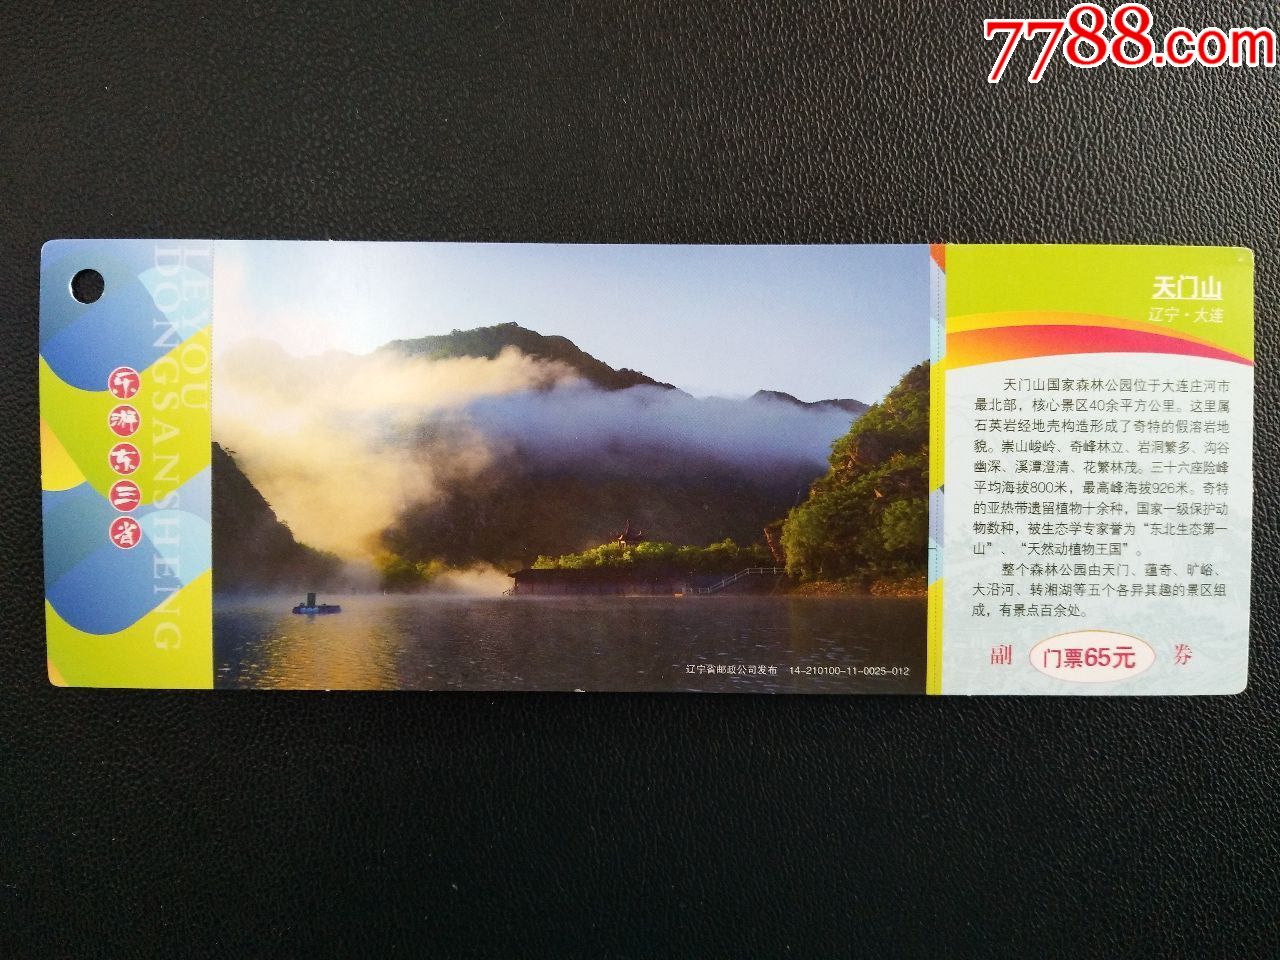 7788.com
LEYOU
DONGSANSHENG
乐游东三省
天门山
辽宁·大连
天门山国家森林公园位于大连庄河市
最北部，核心景区40余平方公里。这里属
石英岩经地壳构造形成了奇特的假溶岩地
貌。崇山峻岭、奇峰林立、岩洞繁多、沟谷
幽深、溪潭澄清、花繁林茂。三十六座险峰
平均海拔800米，最高峰海拔926米。奇特
的亚热带遗留植物十余种，国家一级保护动
物数种，被生态学专家誉为“东北生态第一
山”、“天然动植物王国”。
整个森林公园由天门、蕴奇、旷峪、
大沿河、转湘湖等五个各异其趣的景区组
成，有景点百余处。
副 门票65元 券
辽宁省邮政公司发布 14-210100-11-0025-012